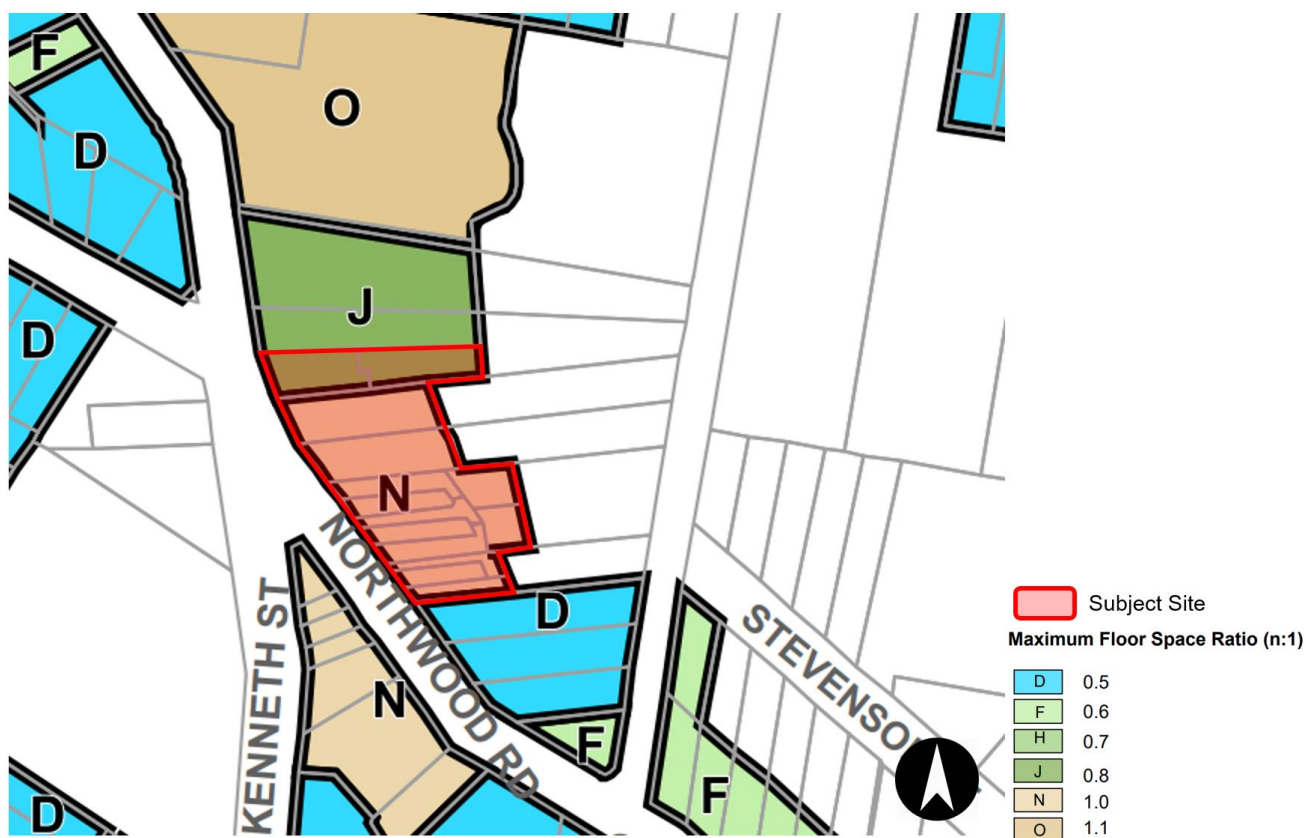 F
O
D
J
D
N
NORTHWOOD RD
KENNETH ST
D
STEVENSO
N
F
F
D
Subject Site
Maximum Floor Space Ratio (n:1)
D 0.5
F 0.6
H 0.7
J 0.8
N 1.0
O 1.1